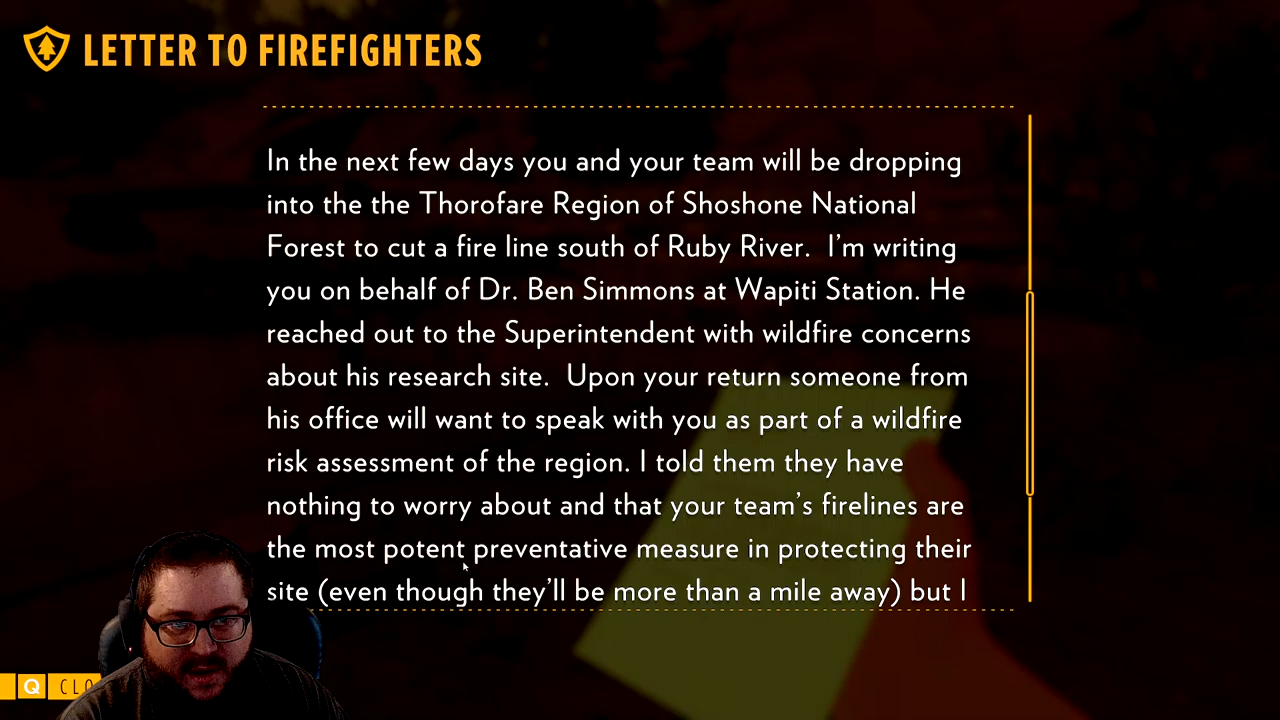 LETTER TO FIREFIGHTERS
In the next few days you and your team will be dropping
into the the Thorofare Region of Shoshone National
Forest to cut a fire line south of Ruby River.  I'm writing
you on behalf of Dr. Ben Simmons at Wapiti Station. He
reached out to the Superintendent with wildfire concerns
about his research site.  Upon your return someone from
his office will want to speak with you as part of a wildfire
risk assessment of the region. I told them they have
nothing to worry about and that your team's firelines are
the most potent preventative measure in protecting their
site (even though they'll be more than a mile away) but I
Q CLO